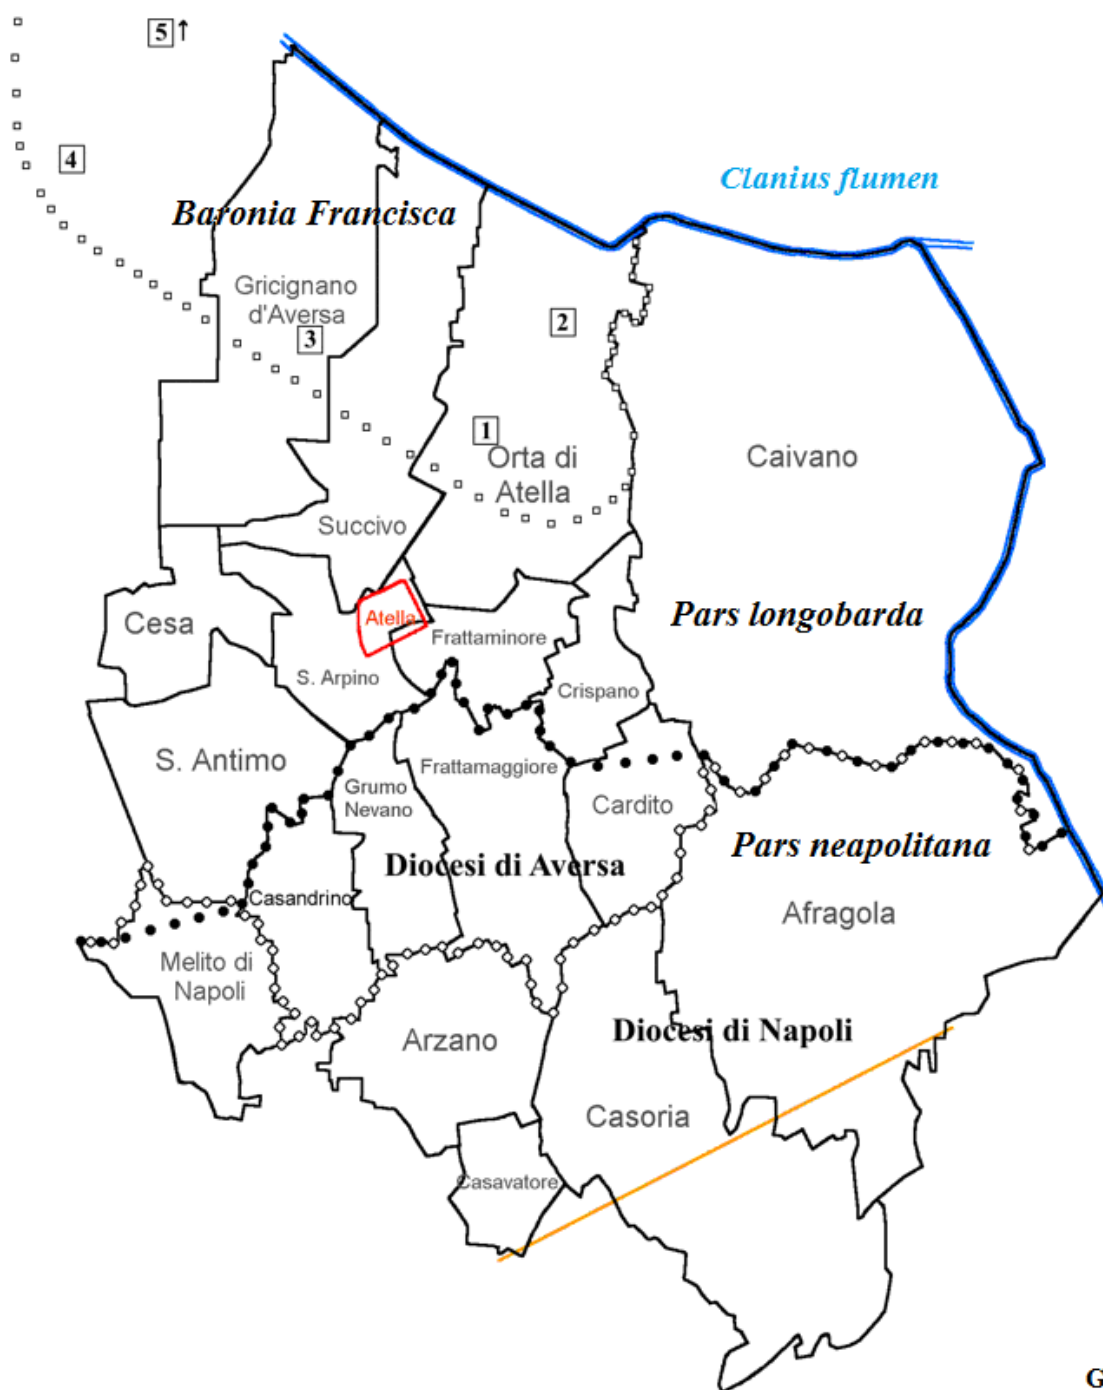 5↑
4
Clanius flumen
Baronia Francisca
Gricignano
d'Aversa
2
3
1
Orta di
Atella
Caivano
Succivo
Atella
Cesa
Pars longobarda
Frattaminore
S. Arpino
Crispano
S. Antimo
Frattamaggiore
Grumo
Nevano
Cardito
Pars neapolitana
Diocesi di Aversa
Casandrino
Afragola
Melito di
Napoli
Diocesi di Napoli
Arzano
Casoria
Casavatore
G